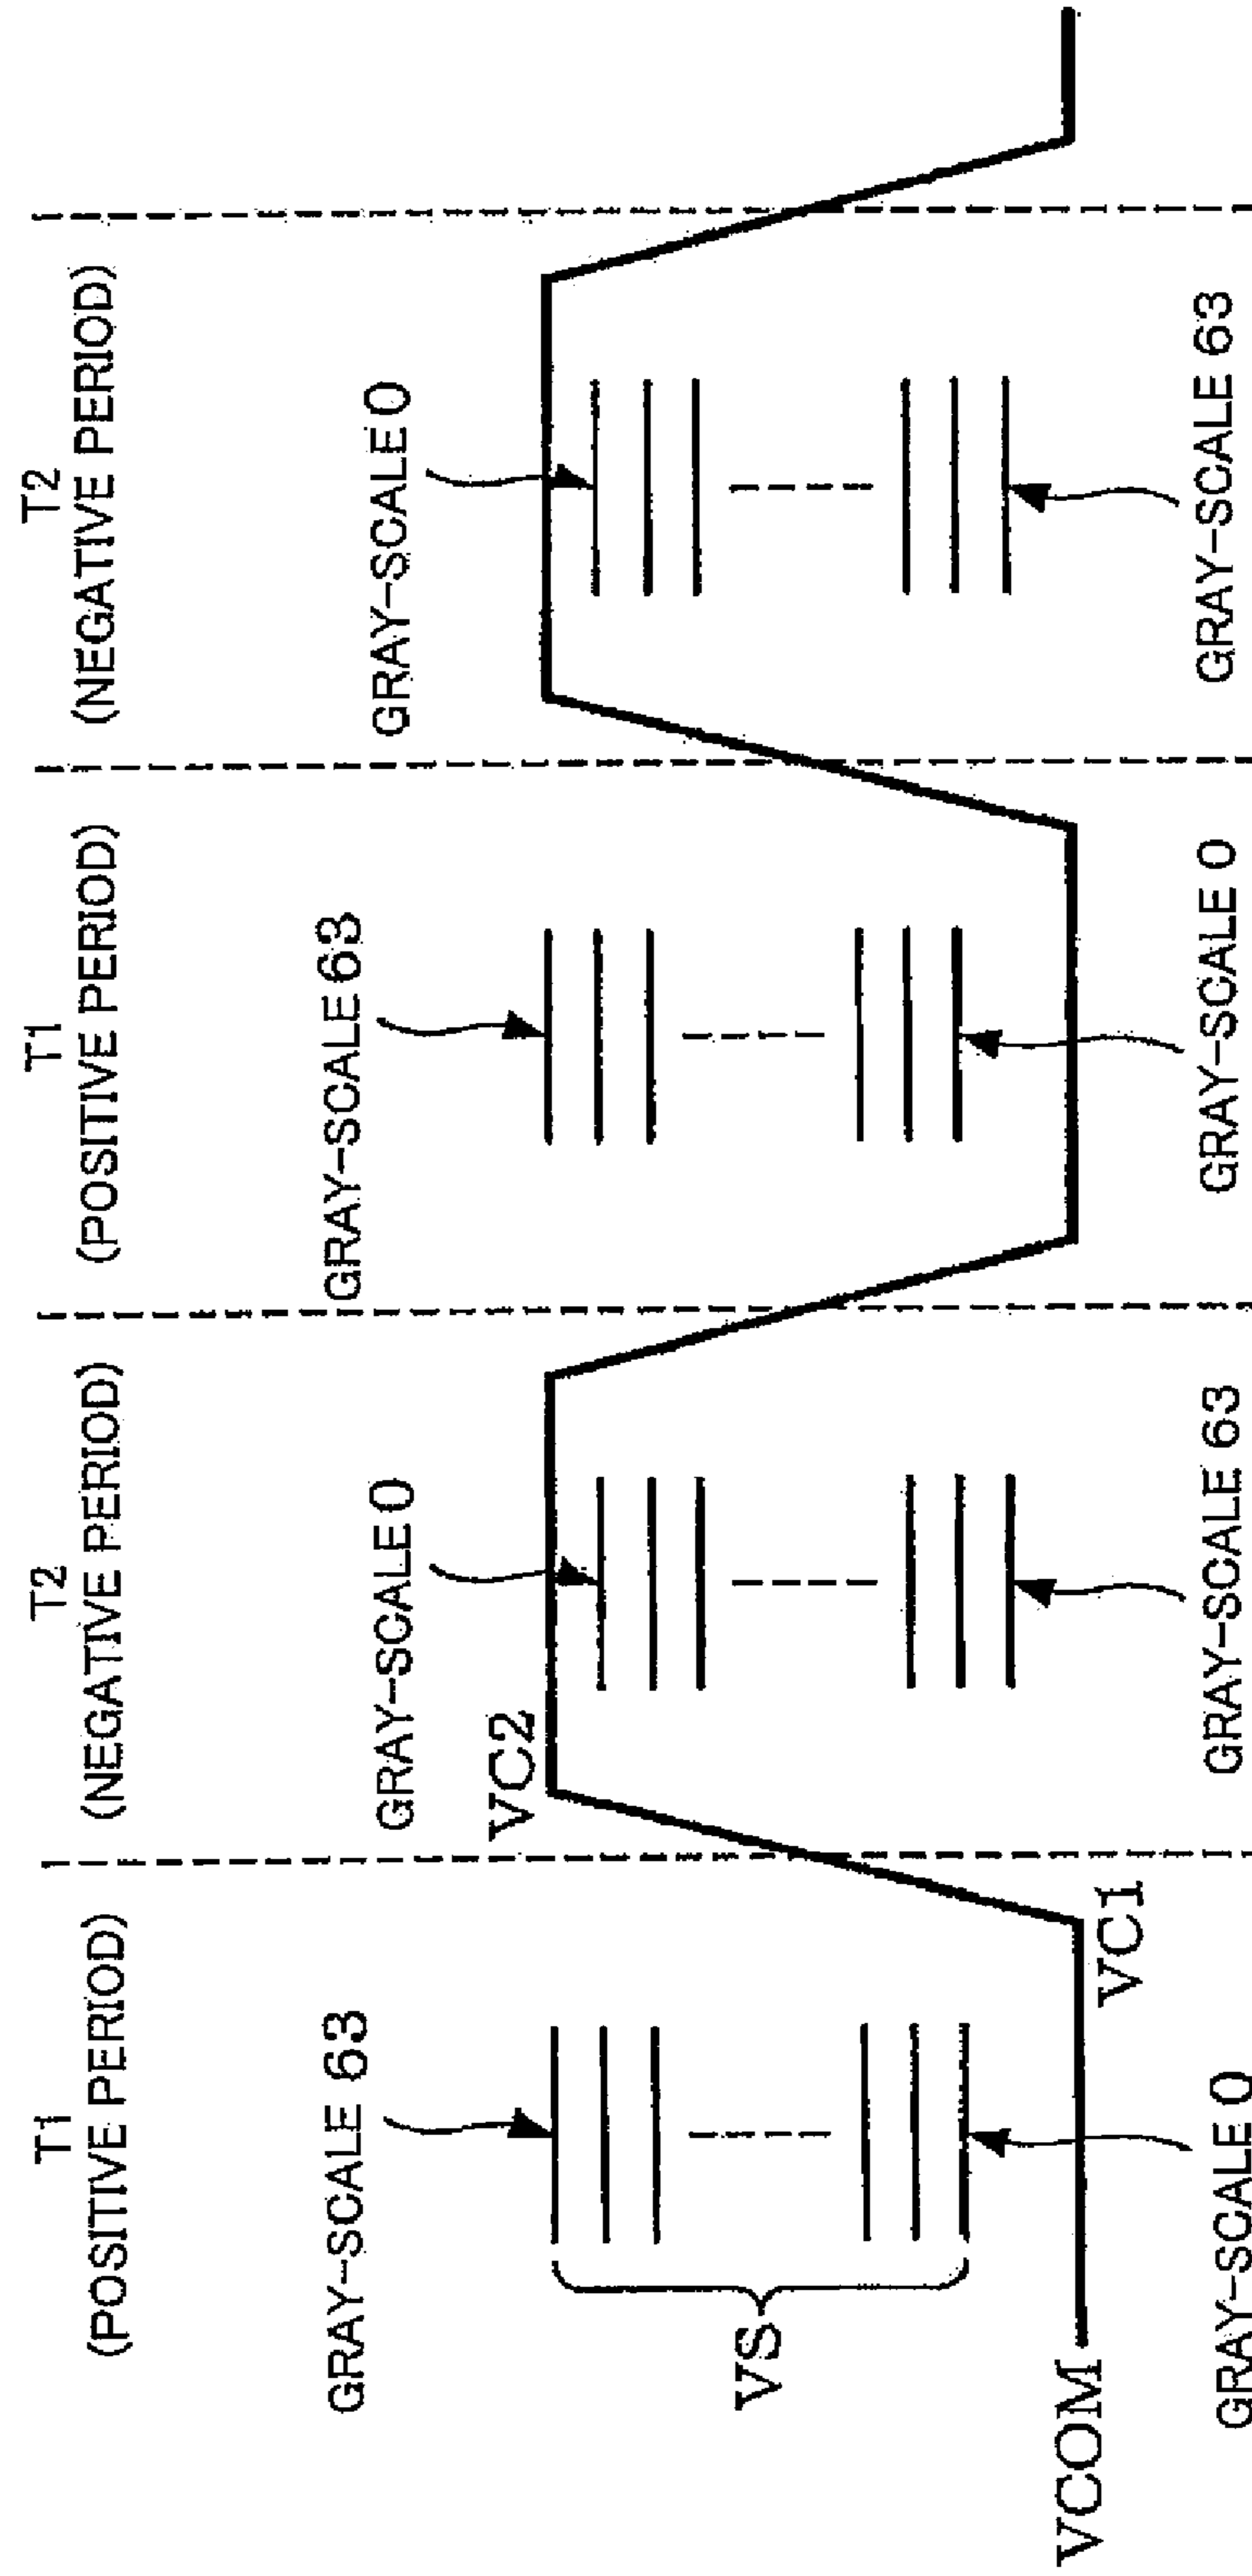 T1
(POSITIVE PERIOD)
T2
(NEGATIVE PERIOD)
T1
(POSITIVE PERIOD)
T2
(NEGATIVE PERIOD)
GRAY-SCALE 63
GRAY-SCALE 0
GRAY-SCALE 63
GRAY-SCALE 0
VC2
VS
VCOM
VC1
GRAY-SCALE 0
GRAY-SCALE 63
GRAY-SCALE 0
GRAY-SCALE 63